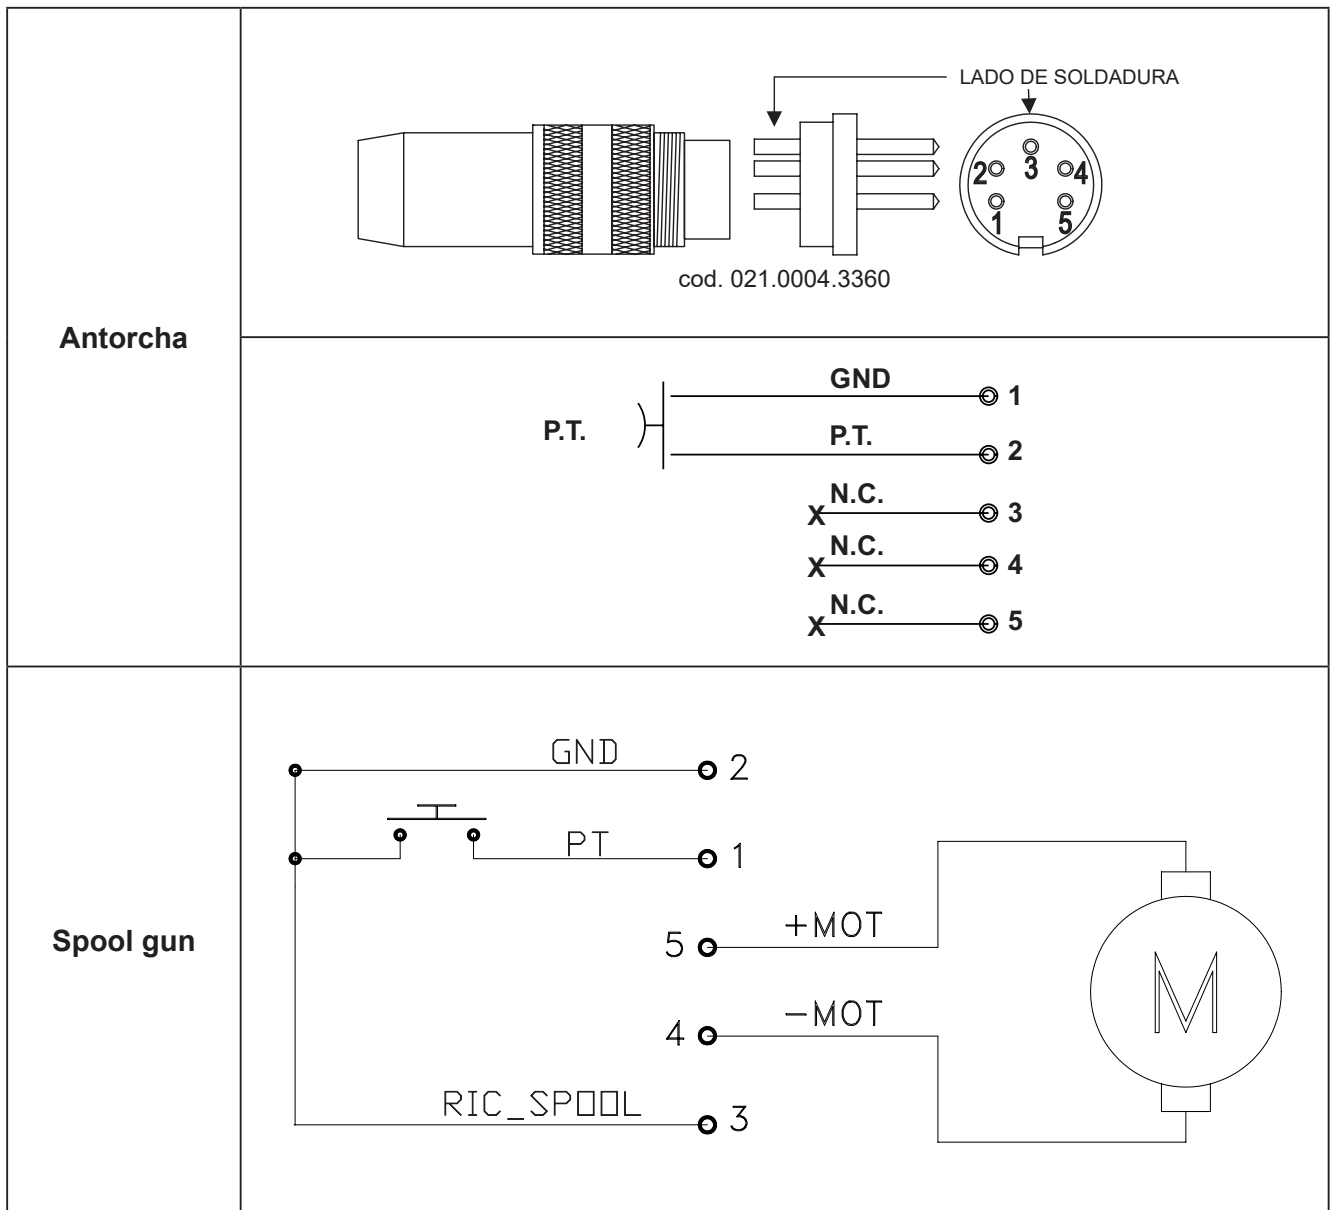 Antorcha
LADO DE SOLDADURA
2 3 4
1 5
cod. 021.0004.3360
P.T.
GND 1
P.T. 2
X N.C. 3
X N.C. 4
X N.C. 5
Spool gun
GND 2
PT 1
5 +MOT
4 -MOT
RIC_SPOOL 3
M